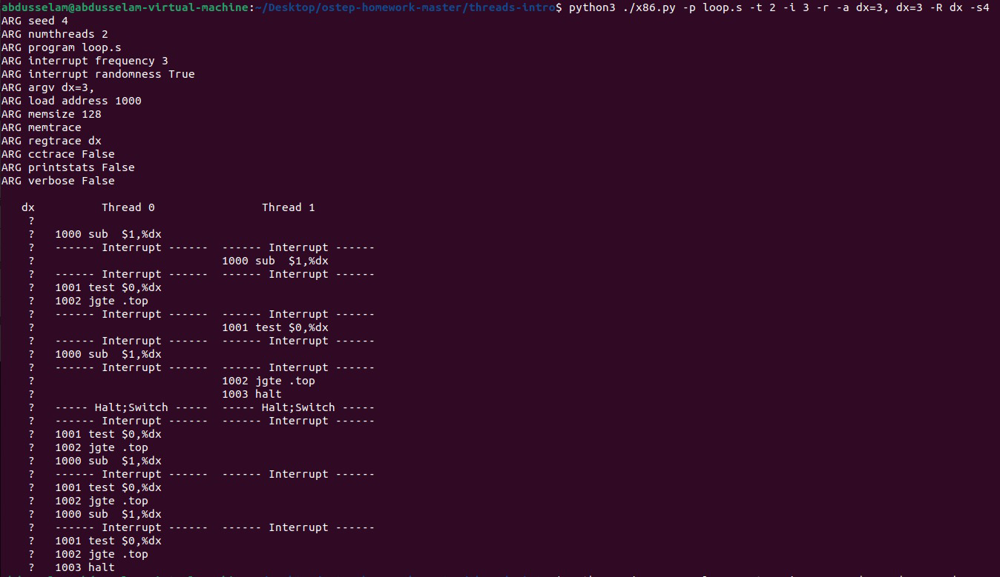 abdusselam@abdusselam-virtual-machine:~/Desktop/ostep-homework-master/threads-intro$ python3 ./x86.py -p loop.s -t 2 -i 3 -r -a dx=3, dx=3 -R dx -s4
ARG seed 4
ARG numthreads 2
ARG program loop.s
ARG interrupt frequency 3
ARG interrupt randomness True
ARG argv dx=3,
ARG load address 1000
ARG memsize 128
ARG memtrace
ARG regtrace dx
ARG cctrace False
ARG printstats False
ARG verbose False

   dx          Thread 0                Thread 1
    ?
    ?   1000 sub  $1,%dx
    ?   ------ Interrupt ------  ------ Interrupt ------
    ?                            1000 sub  $1,%dx
    ?   ------ Interrupt ------  ------ Interrupt ------
    ?   1001 test $0,%dx
    ?   1002 jgte .top
    ?   ------ Interrupt ------  ------ Interrupt ------
    ?                            1001 test $0,%dx
    ?   ------ Interrupt ------  ------ Interrupt ------
    ?   1000 sub  $1,%dx
    ?   ------ Interrupt ------  ------ Interrupt ------
    ?                            1002 jgte .top
    ?                            1003 halt
    ?   ----- Halt;Switch -----  ----- Halt;Switch -----
    ?   ------ Interrupt ------  ------ Interrupt ------
    ?   1001 test $0,%dx
    ?   1002 jgte .top
    ?   1000 sub  $1,%dx
    ?   ------ Interrupt ------  ------ Interrupt ------
    ?   1001 test $0,%dx
    ?   1002 jgte .top
    ?   1000 sub  $1,%dx
    ?   ------ Interrupt ------  ------ Interrupt ------
    ?   1001 test $0,%dx
    ?   1002 jgte .top
    ?   1003 halt